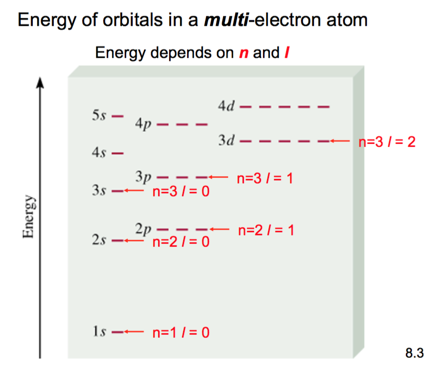 Energy of orbitals in a multi-electron atom
Energy depends on n and l
Energy
4d
5s
4p
3d
n=3 l = 2
4s
3p
n=3 l = 1
3s
n=3 l = 0
2p
n=2 l = 1
2s
n=2 l = 0
1s
n=1 l = 0
8.3